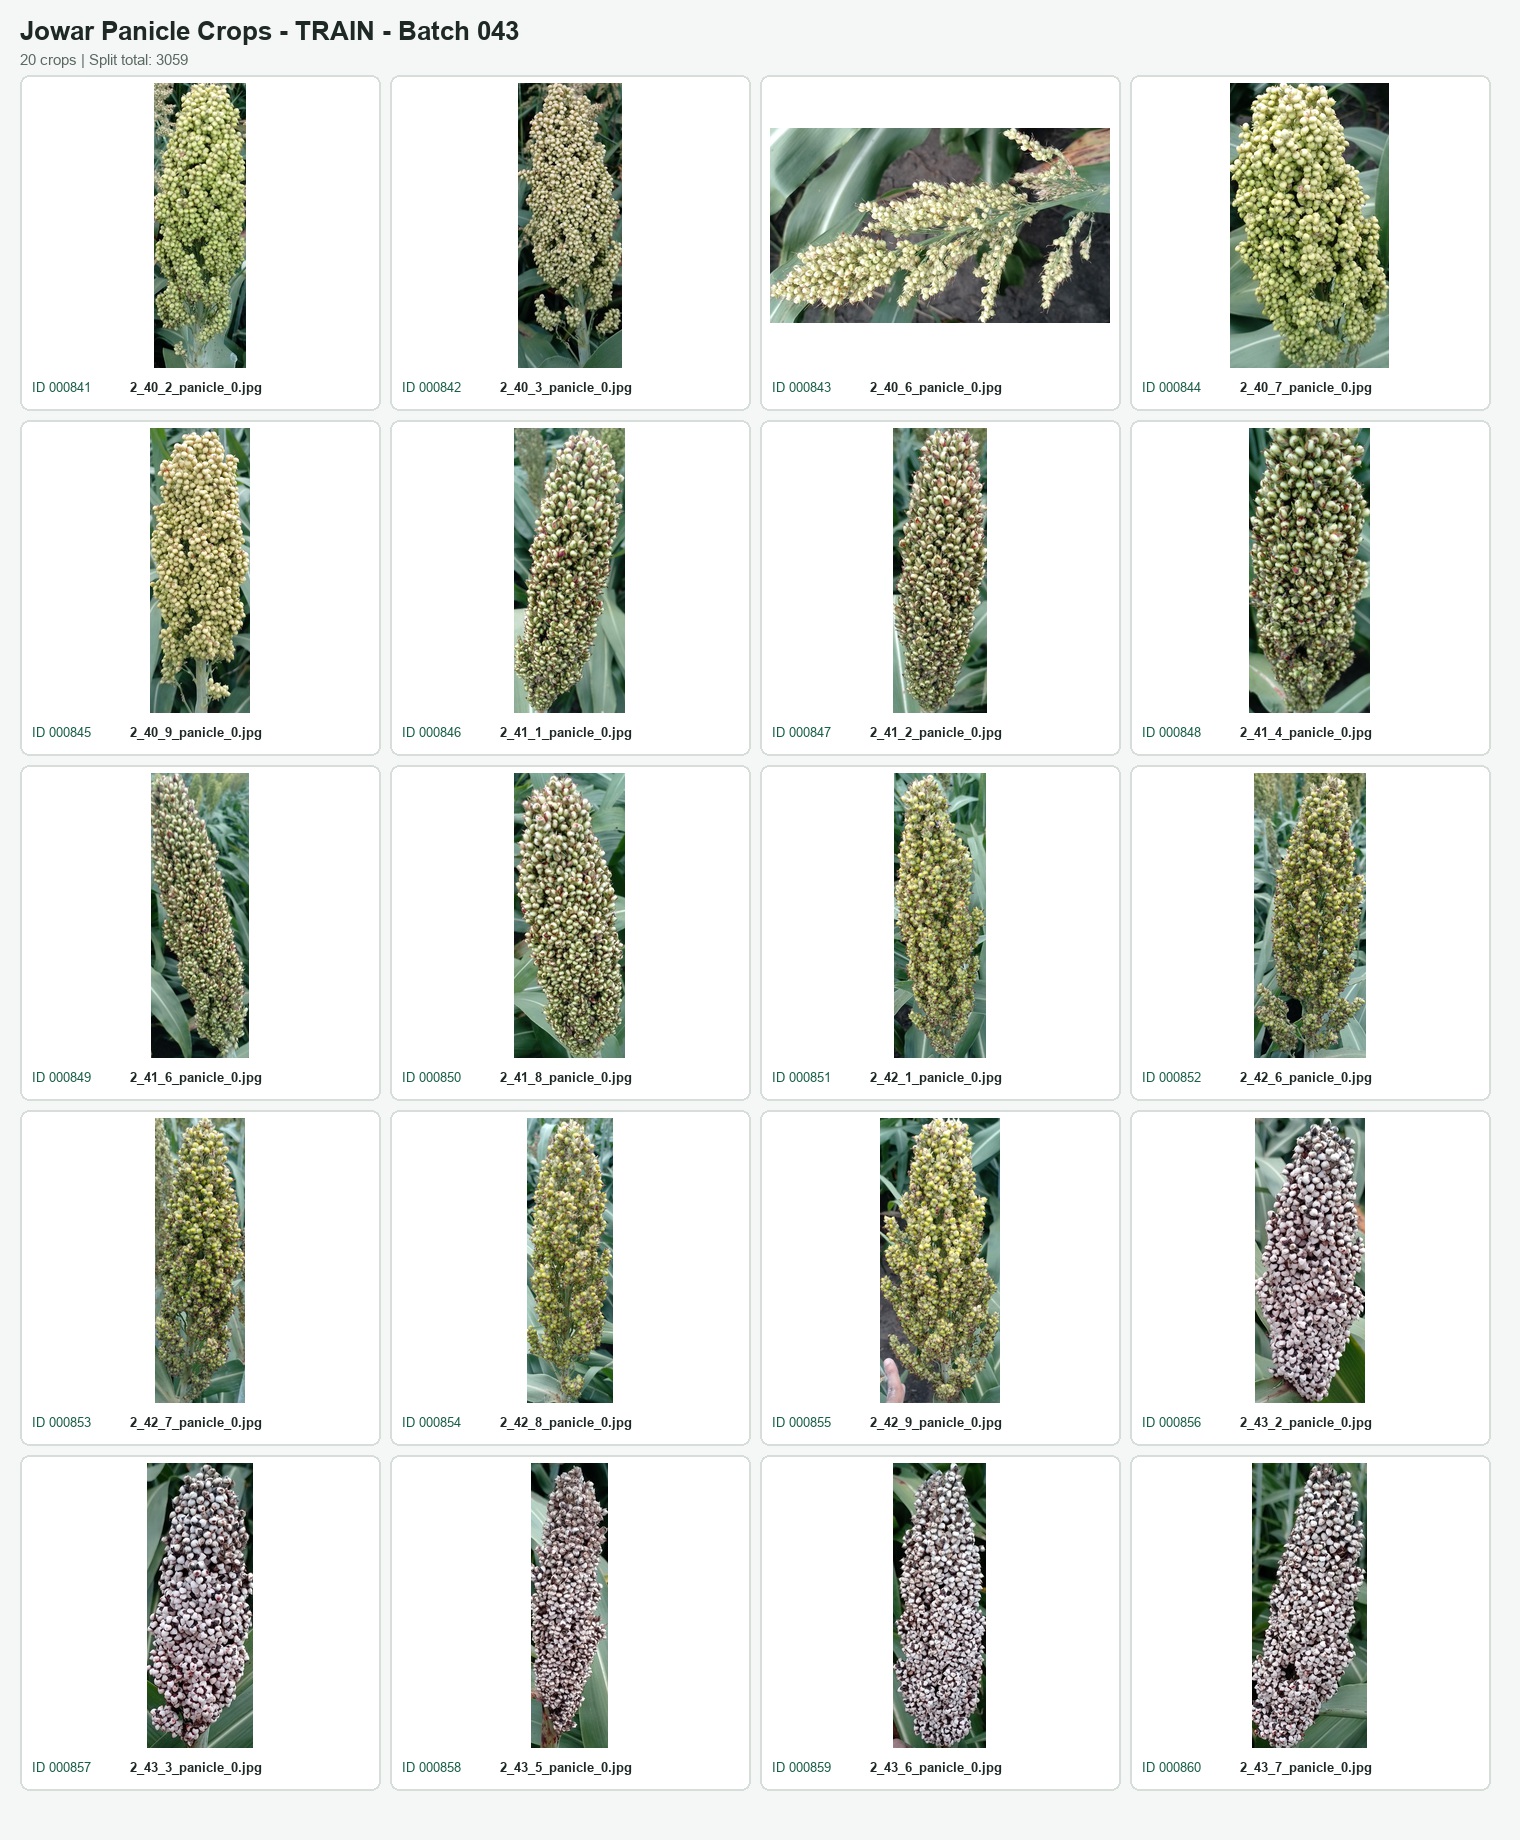 Jowar Panicle Crops - TRAIN - Batch 043
20 crops | Split total: 3059
ID 000841 2_40_2_panicle_0.jpg
ID 000842 2_40_3_panicle_0.jpg
ID 000843 2_40_6_panicle_0.jpg
ID 000844 2_40_7_panicle_0.jpg
ID 000845 2_40_9_panicle_0.jpg
ID 000846 2_41_1_panicle_0.jpg
ID 000847 2_41_2_panicle_0.jpg
ID 000848 2_41_4_panicle_0.jpg
ID 000849 2_41_6_panicle_0.jpg
ID 000850 2_41_8_panicle_0.jpg
ID 000851 2_42_1_panicle_0.jpg
ID 000852 2_42_6_panicle_0.jpg
ID 000853 2_42_7_panicle_0.jpg
ID 000854 2_42_8_panicle_0.jpg
ID 000855 2_42_9_panicle_0.jpg
ID 000856 2_43_2_panicle_0.jpg
ID 000857 2_43_3_panicle_0.jpg
ID 000858 2_43_5_panicle_0.jpg
ID 000859 2_43_6_panicle_0.jpg
ID 000860 2_43_7_panicle_0.jpg